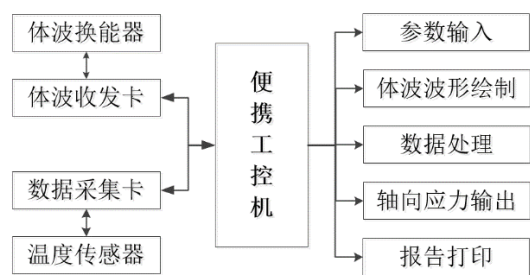 体波换能器
体波收发卡
数据采集卡
温度传感器
便携工控机
参数输入
体波波形绘制
数据处理
轴向应力输出
报告打印